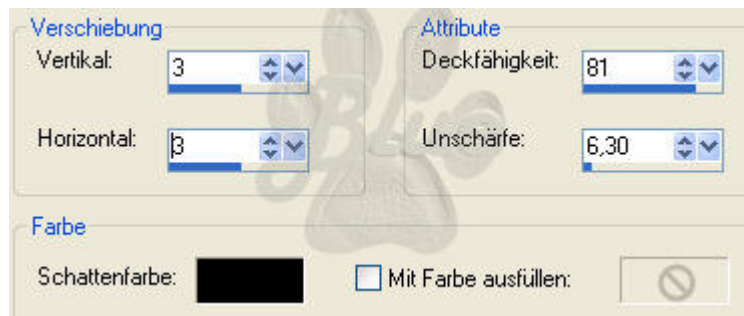 Verschiebung
Vertikal: 3
Horizontal: 3
Attribute
Deckfähigkeit: 81
Unschärfe: 6,30
Farbe
Schattenfarbe:
Mit Farbe ausfüllen: